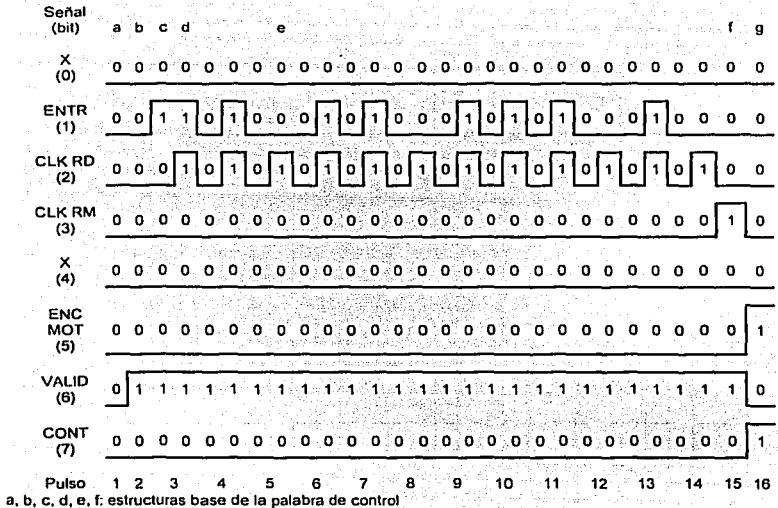 Señal
(bit) a b c d e f g
X
(0) 0 0 0 0 0 0 0 0 0 0 0 0 0 0 0 0 0 0 0 0 0 0 0 0 0 0 0 0
ENTR
(1) 0 0 1 1 0 1 0 0 0 1 0 1 0 0 0 1 0 1 0 1 0 0 0 1 0 0 0 0
CLK RD
(2) 0 0 0 1 0 1 0 1 0 1 0 1 0 1 0 1 0 1 0 1 0 1 0 1 0 1 0 0
CLK RM
(3) 0 0 0 0 0 0 0 0 0 0 0 0 0 0 0 0 0 0 0 0 0 0 0 0 0 0 1 0
X
(4) 0 0 0 0 0 0 0 0 0 0 0 0 0 0 0 0 0 0 0 0 0 0 0 0 0 0 0 0
ENC
MOT
(5) 0 0 0 0 0 0 0 0 0 0 0 0 0 0 0 0 0 0 0 0 0 0 0 0 0 0 0 1
VALID
(6) 0 1 1 1 1 1 1 1 1 1 1 1 1 1 1 1 1 1 1 1 1 1 1 1 1 1 1 0
CONT
(7) 0 0 0 0 0 0 0 0 0 0 0 0 0 0 0 0 0 0 0 0 0 0 0 0 0 0 0 1
Pulso 1 2 3 4 5 6 7 8 9 10 11 12 13 14 15 16
a, b, c, d, e, f: estructuras base de la palabra de control